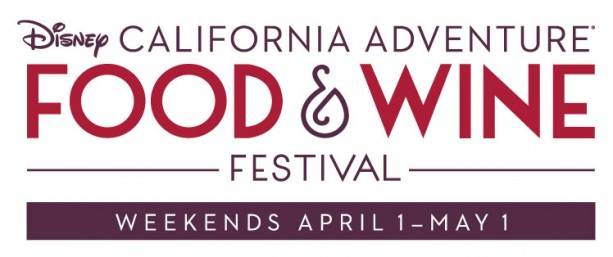 Disney CALIFORNIA ADVENTURE®
FOOD & WINE
FESTIVAL
WEEKENDS APRIL 1–MAY 1